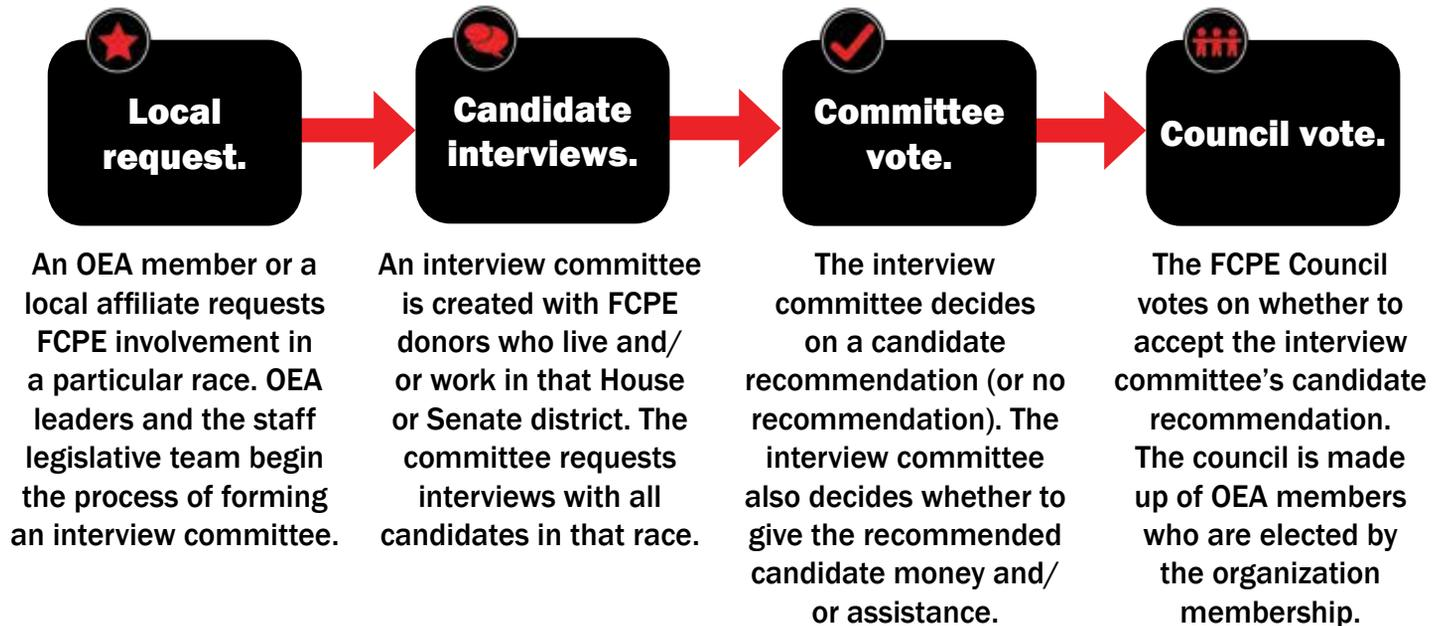 Local
request.
Candidate
interviews.
Committee
vote.
Council vote.
An OEA member or a
local affiliate requests
FCPE involvement in
a particular race. OEA
leaders and the staff
legislative team begin
the process of forming
an interview committee.
An interview committee
is created with FCPE
donors who live and/
or work in that House
or Senate district. The
committee requests
interviews with all
candidates in that race.
The interview
committee decides
on a candidate
recommendation (or no
recommendation). The
interview committee
also decides whether to
give the recommended
candidate money and/
or assistance.
The FCPE Council
votes on whether to
accept the interview
committee’s candidate
recommendation.
The council is made
up of OEA members
who are elected by
the organization
membership.